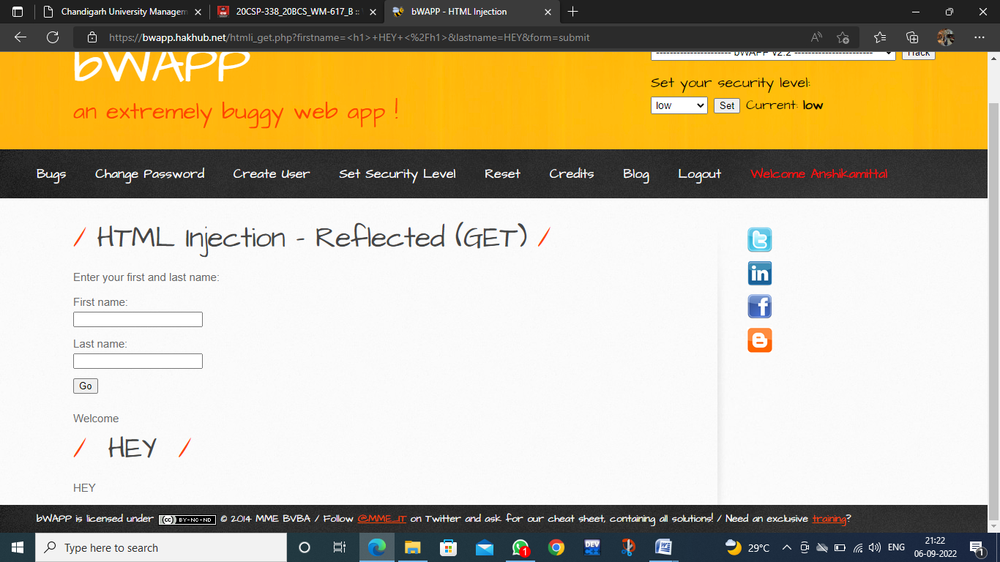 Chandigarh University Managem
20CSP-338_20BCS_WM-617_B ::
bWAPP - HTML Injection
https://bwapp.hakhub.net/htmli_get.php?firstname=<h1>+HEY+<%2Fh1>&lastname=HEY&form=submit
bWAPP
an extremely buggy web app !
bWAPP v2.2
Hack
Set your security level:
low
Set
Current: low
Bugs
Change Password
Create User
Set Security Level
Reset
Credits
Blog
Logout
Welcome Anshikamittal
/ HTML Injection - Reflected (GET) /
Enter your first and last name:
First name:
Last name:
Go
Welcome
/ HEY /
HEY
bWAPP is licensed under (cc) BY-NC-ND © 2014 MME BVBA / Follow @MME_IT on Twitter and ask for our cheat sheet, containing all solutions! / Need an exclusive training?
Type here to search
DEV
1
29°C
ENG
21:22
06-09-2022
1